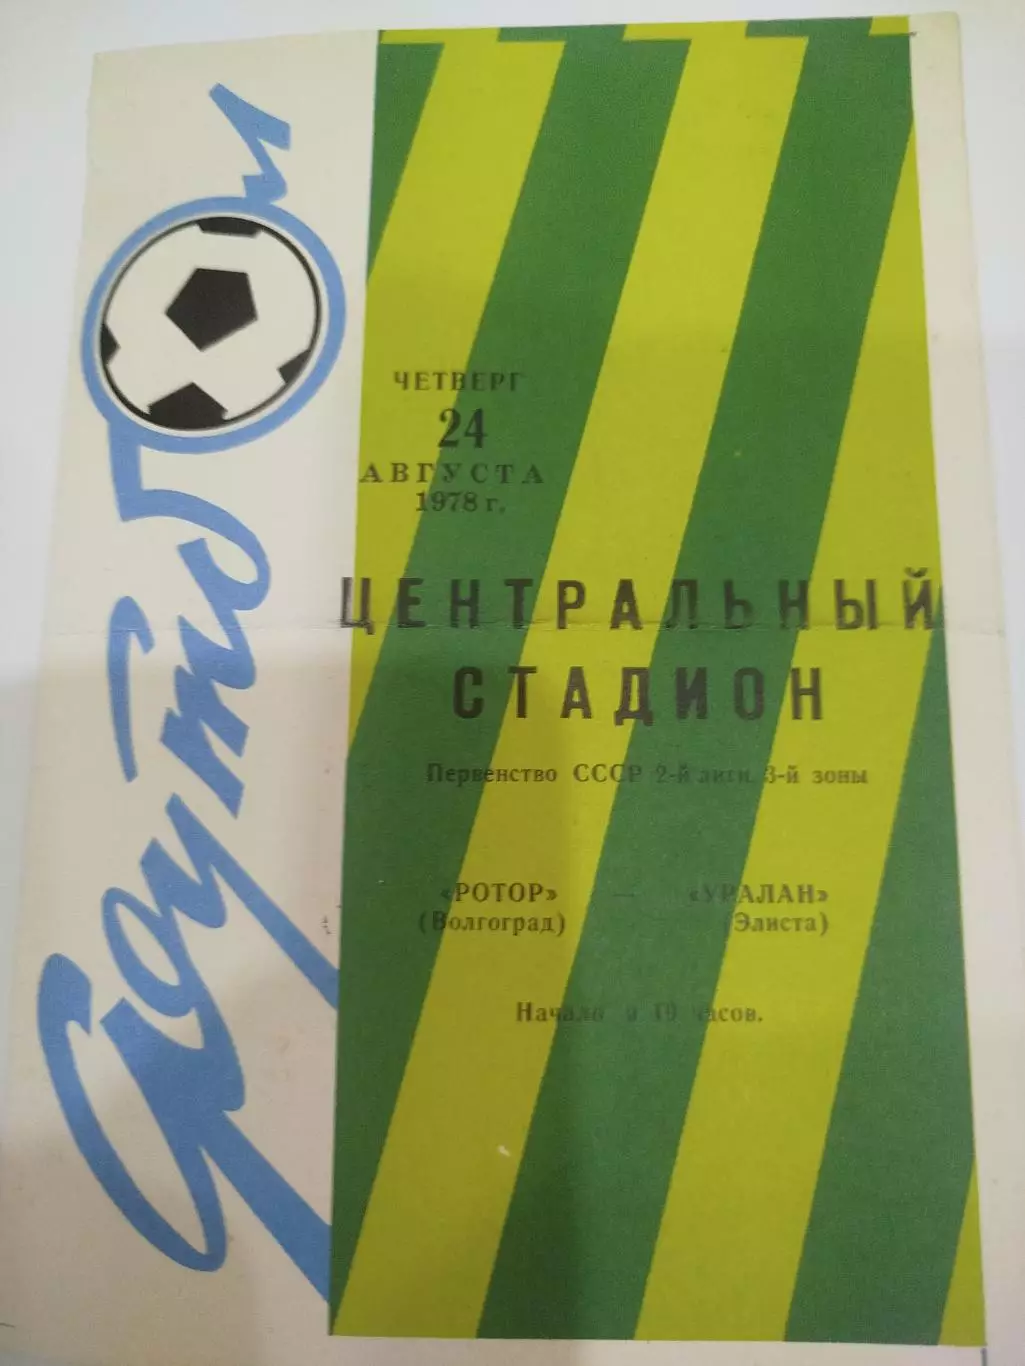 футбол
ЧЕТВЕРГ
24
АВГУСТА
1978 г.
ЦЕНТРАЛЬНЫЙ
СТАДИОН
Первенство СССР 2-й лиги, 3-й зоны
«РОТОР» — «УРАЛАН»
(Волгоград) (Элиста)
Начало в часов.